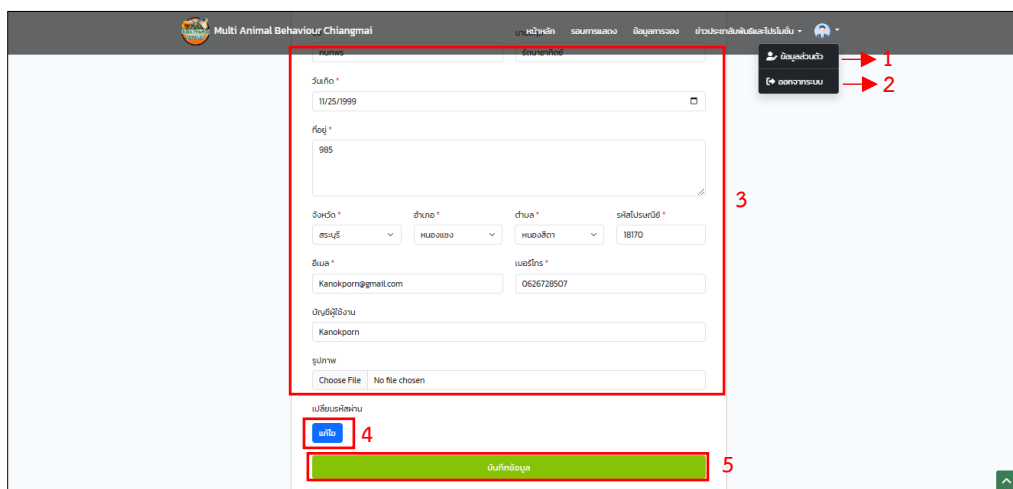 Multi Animal Behaviour Chiangmai
หน้าหลัก รอบการแสดง ข้อมูลการจอง ข่าวประชาสัมพันธ์และโปรโมชั่น
ข้อมูลส่วนตัว 1
ออกจากระบบ 2
วันเกิด *
11/25/1999
ที่อยู่ *
985
3
จังหวัด * อำเภอ * ตำบล * รหัสไปรษณีย์ *
สระบุรี หนองแซง หนองสีดา 18170
อีเมล * เบอร์โทร *
Kanokporn@gmail.com 0626728507
บัญชีผู้ใช้งาน
Kanokporn
รูปภาพ
Choose File No file chosen
เปลี่ยนรหัสผ่าน
แก้ไข 4
บันทึกข้อมูล 5